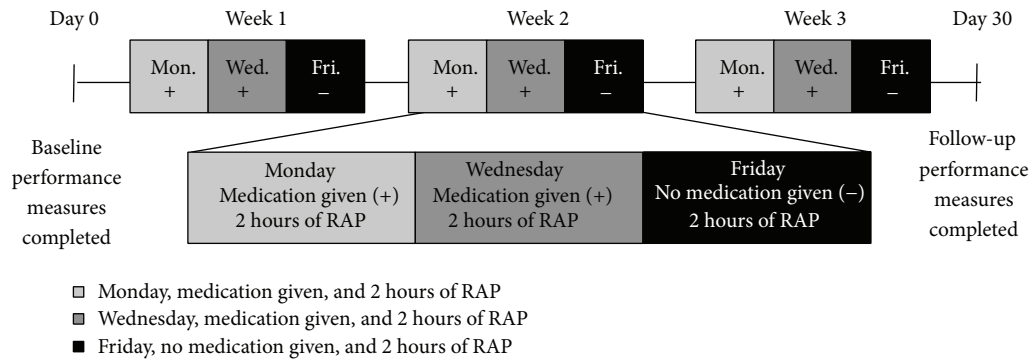 Day 0
Week 1
Week 2
Week 3
Day 30
Mon.
+
Wed.
+
Fri.
−
Mon.
+
Wed.
+
Fri.
−
Mon.
+
Wed.
+
Fri.
−
Baseline
performance
measures
completed
Monday
Medication given (+)
2 hours of RAP
Wednesday
Medication given (+)
2 hours of RAP
Friday
No medication given (−)
2 hours of RAP
Follow-up
performance
measures
completed
Monday, medication given, and 2 hours of RAP
Wednesday, medication given, and 2 hours of RAP
Friday, no medication given, and 2 hours of RAP